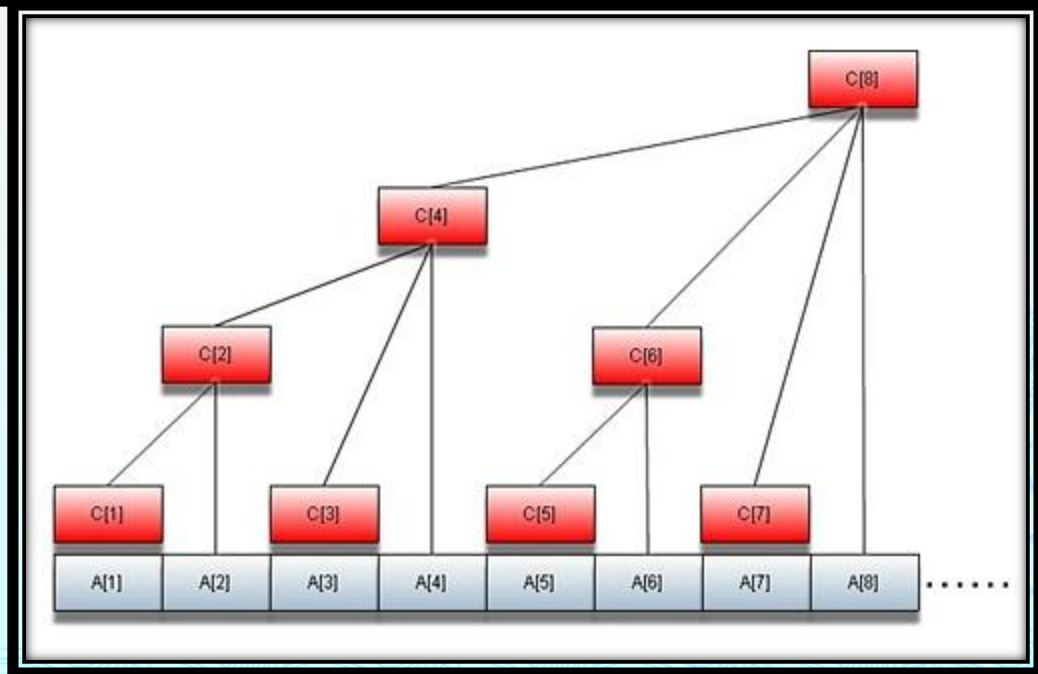 C[8]
C[4]
C[2] C[6]
C[1] C[3] C[5] C[7]
A[1] A[2] A[3] A[4] A[5] A[6] A[7] A[8] ......